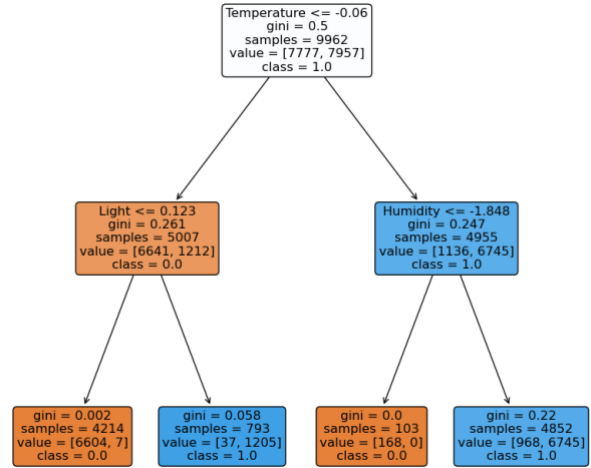 Temperature <= -0.06
gini = 0.5
samples = 9962
value = [7777, 7957]
class = 1.0
Light <= 0.123
gini = 0.261
samples = 5007
value = [6641, 1212]
class = 0.0
Humidity <= -1.848
gini = 0.247
samples = 4955
value = [1136, 6745]
class = 1.0
gini = 0.002
samples = 4214
value = [6604, 7]
class = 0.0
gini = 0.058
samples = 793
value = [37, 1205]
class = 1.0
gini = 0.0
samples = 103
value = [168, 0]
class = 0.0
gini = 0.22
samples = 4852
value = [968, 6745]
class = 1.0